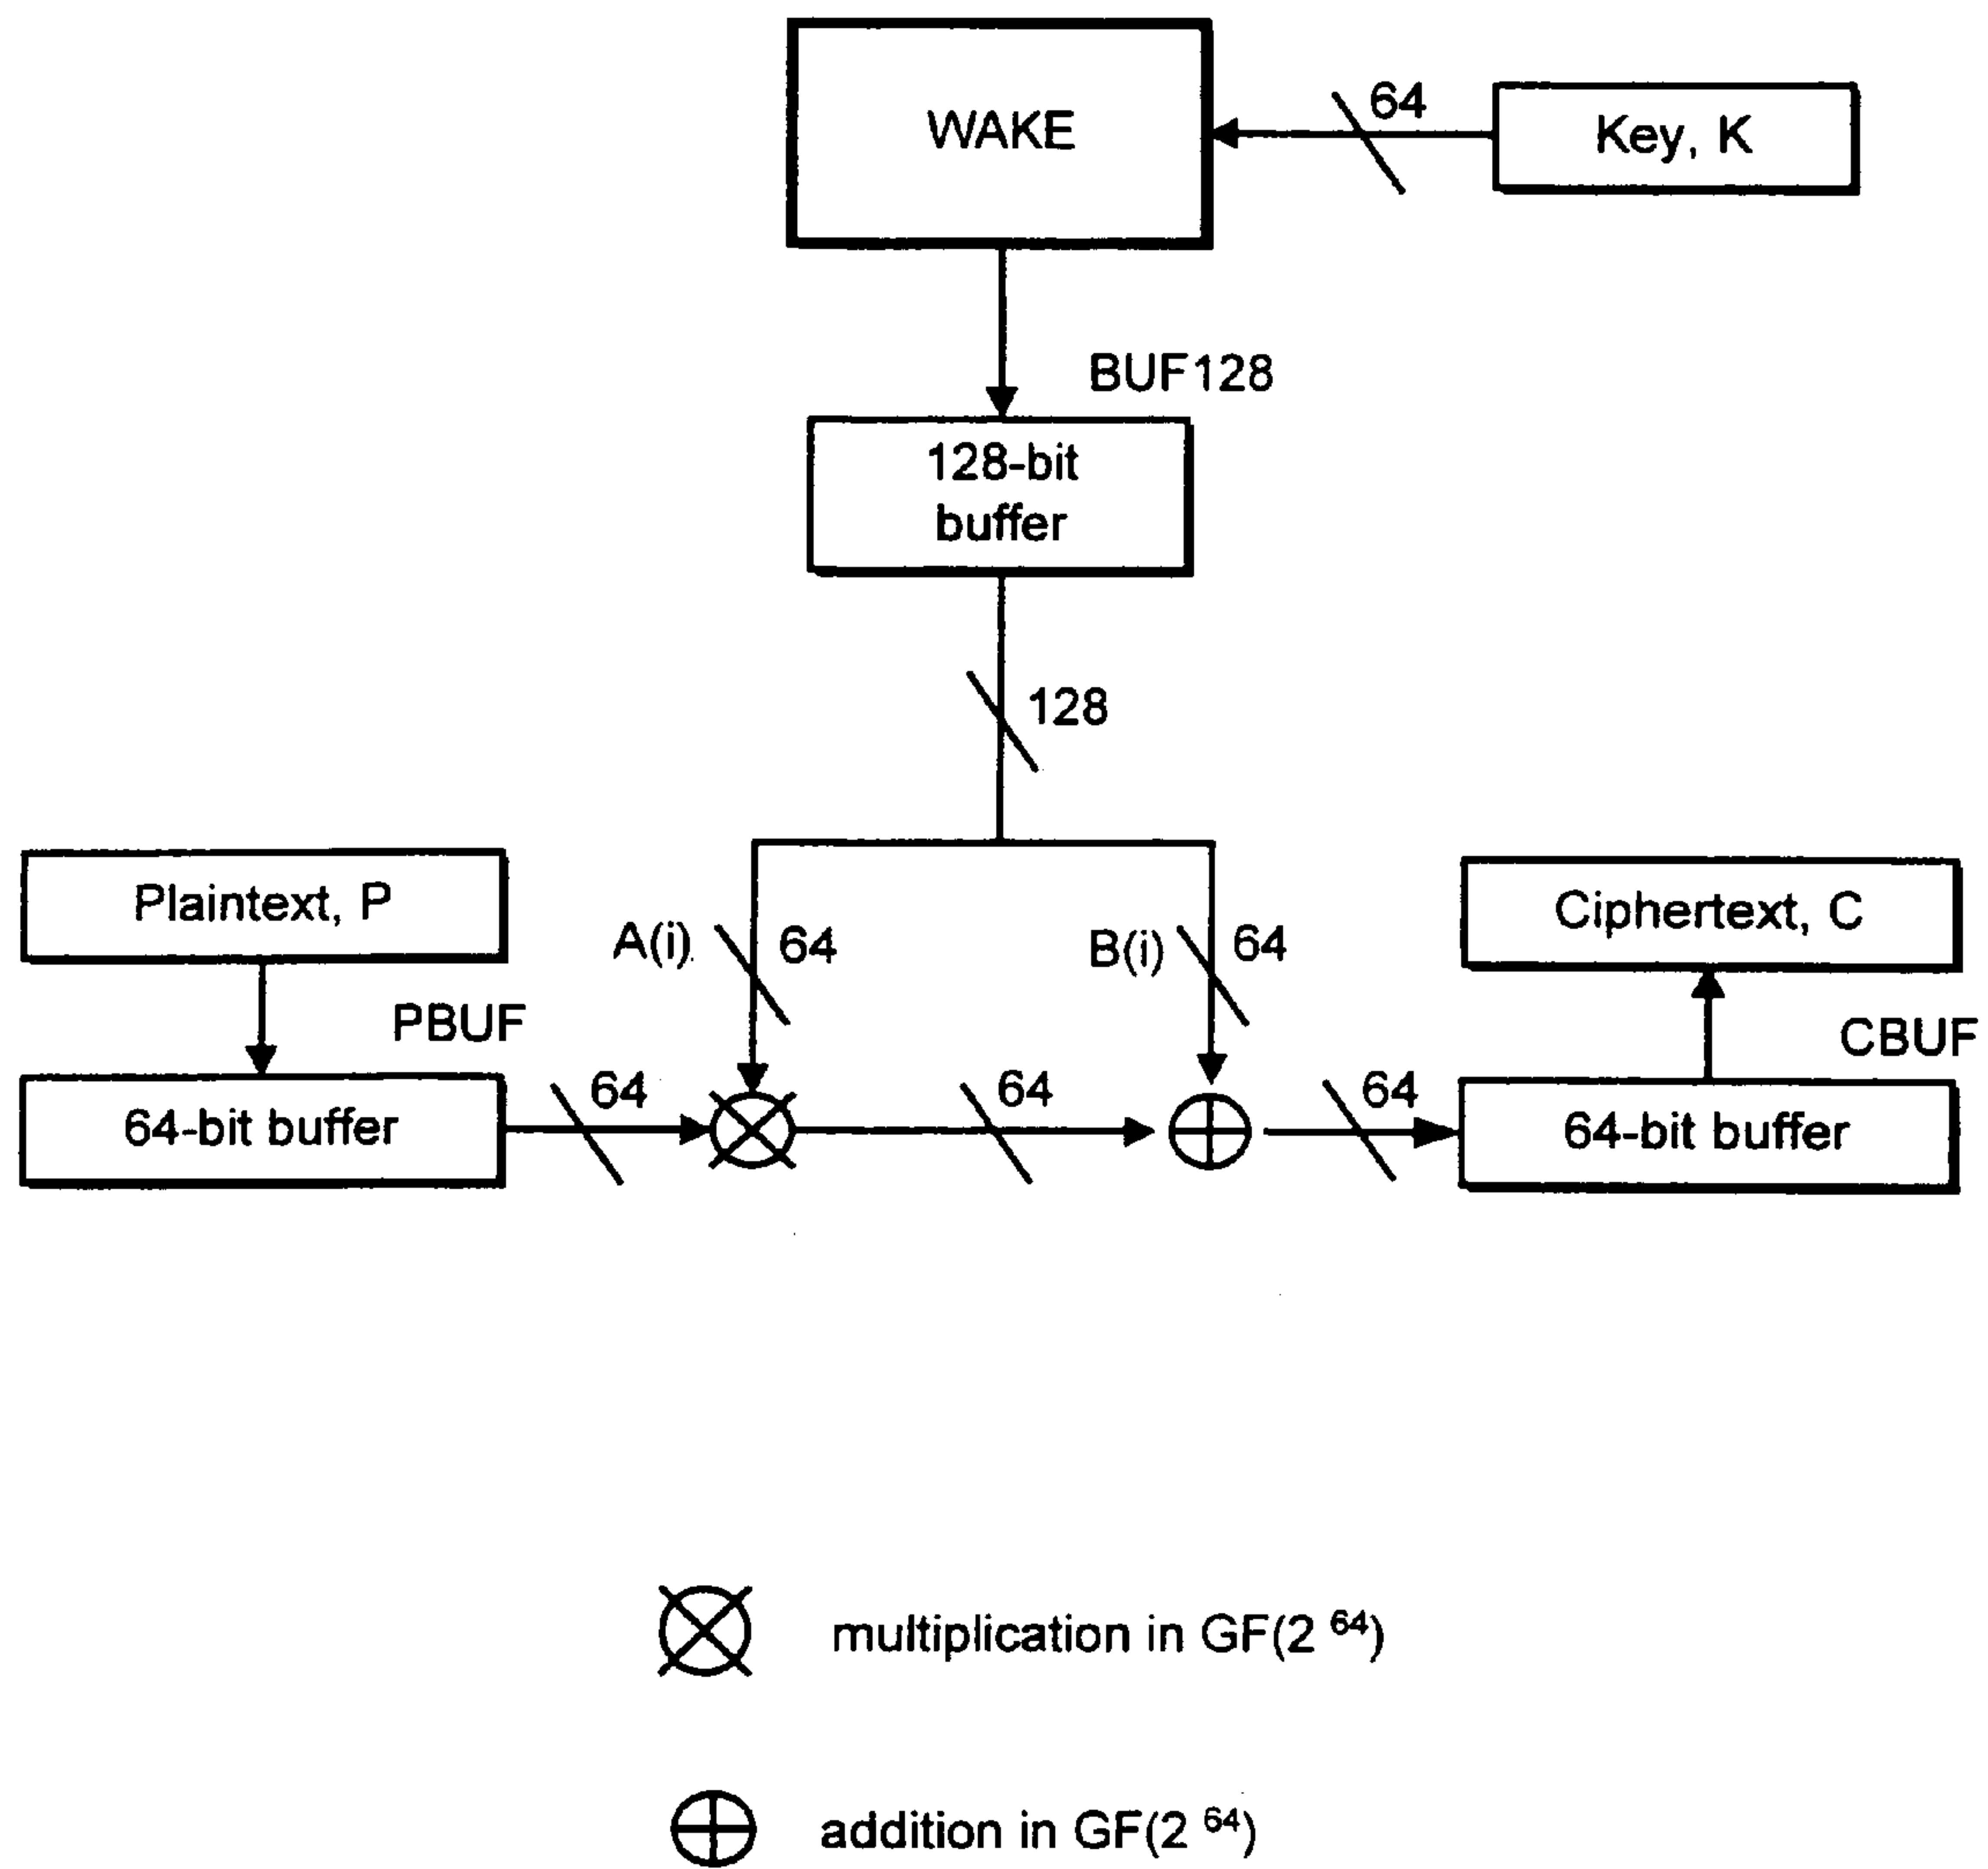 WAKE
64
Key, K
BUF128
128-bit
buffer
128
Plaintext, P
Ciphertext, C
A(i)
64
B(i)
64
PBUF
CBUF
64-bit buffer
64
64
64
64-bit buffer
multiplication in GF(2 ⁶⁴)
addition in GF(2 ⁶⁴)